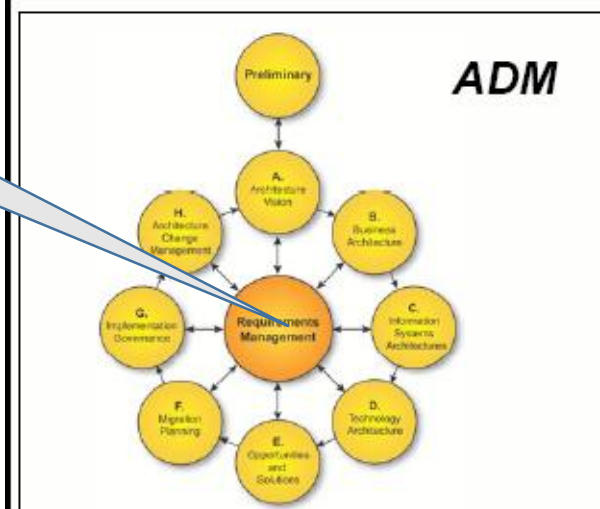 ADM
Preliminary
A.
Architecture
Vision
B.
Business
Architecture
C.
Information
Systems
Architectures
D.
Technology
Architecture
E.
Opportunities
and
Solutions
F.
Migration
Planning
G.
Implementation
Governance
H.
Architecture
Change
Management
Requirements
Management